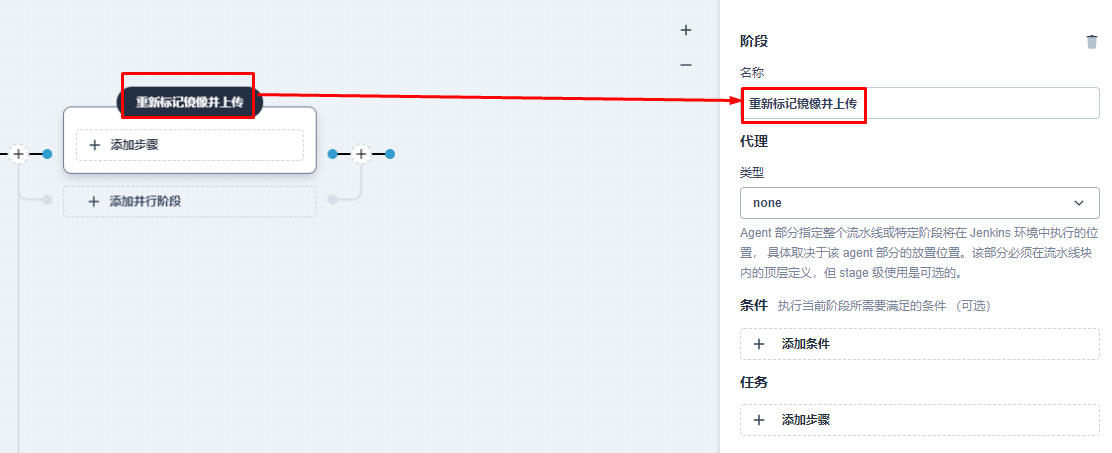 重新标记镜像并上传
添加步骤
添加并行阶段
阶段
名称
重新标记镜像并上传
代理
类型
none
Agent 部分指定整个流水线或特定阶段将在 Jenkins 环境中执行的位
置， 具体取决于该 agent 部分的放置位置。该部分必须在流水线块
内的顶层定义，但 stage 级使用是可选的。
条件 执行当前阶段所需要满足的条件 （可选）
添加条件
任务
添加步骤